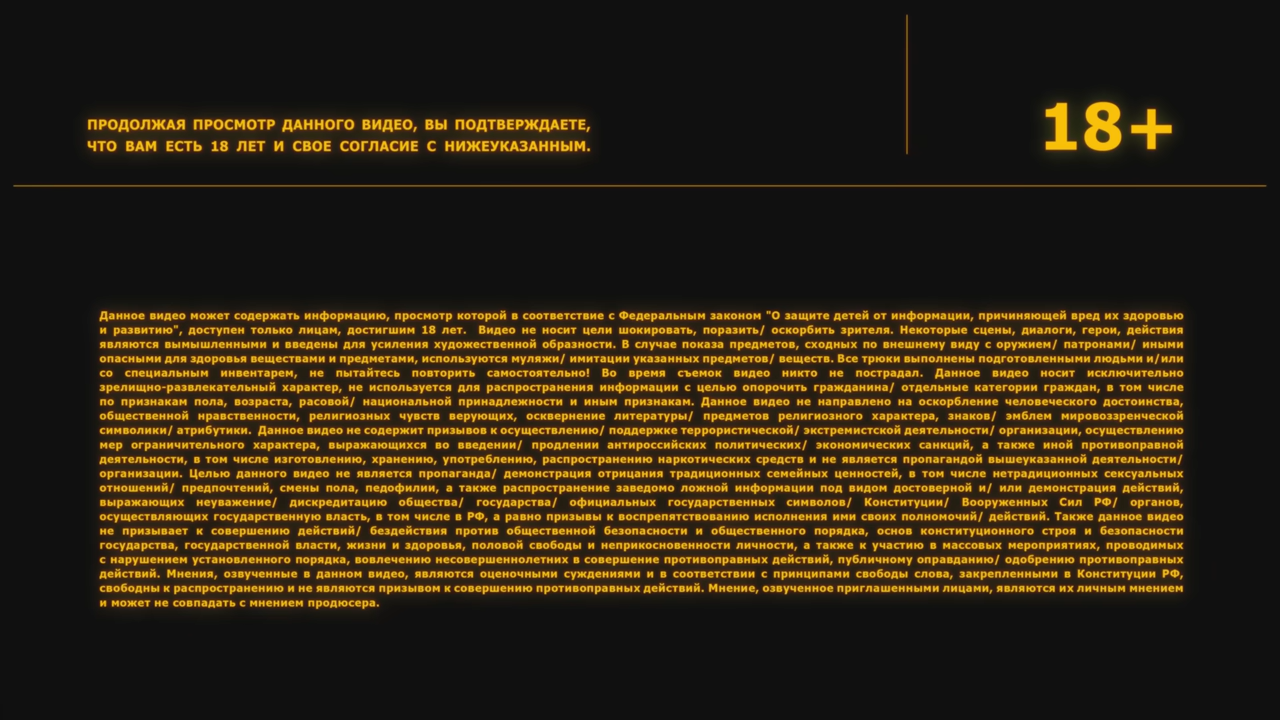 ПРОДОЛЖАЯ ПРОСМОТР ДАННОГО ВИДЕО, ВЫ ПОДТВЕРЖДАЕТЕ,
ЧТО ВАМ ЕСТЬ 18 ЛЕТ И СВОЕ СОГЛАСИЕ С НИЖЕУКАЗАННЫМ.
18+
Данное видео может содержать информацию, просмотр которой в соответствие с Федеральным законом "О защите детей от информации, причиняющей вред их здоровью
и развитию", доступен только лицам, достигшим 18 лет. Видео не носит цели шокировать, поразить/ оскорбить зрителя. Некоторые сцены, диалоги, герои, действия
являются вымышленными и введены для усиления художественной образности. В случае показа предметов, сходных по внешнему виду с оружием/ патронами/ иными
опасными для здоровья веществами и предметами, используются муляжи/ имитации указанных предметов/ веществ. Все трюки выполнены подготовленными людьми и/или
со специальным инвентарем, не пытайтесь повторить самостоятельно! Во время съемок видео никто не пострадал. Данное видео носит исключительно
зрелищно-развлекательный характер, не используется для распространения информации с целью опорочить гражданина/ отдельные категории граждан, в том числе
по признакам пола, возраста, расовой/ национальной принадлежности и иным признакам. Данное видео не направлено на оскорбление человеческого достоинства,
общественной нравственности, религиозных чувств верующих, осквернение литературы/ предметов религиозного характера, знаков/ эмблем мировоззренческой
символики/ атрибутики. Данное видео не содержит призывов к осуществлению/ поддержке террористической/ экстремистской деятельности/ организации, осуществлению
мер ограничительного характера, выражающихся во введении/ продлении антироссийских политических/ экономических санкций, а также иной противоправной
деятельности, в том числе изготовлению, хранению, употреблению, распространению наркотических средств и не является пропагандой вышеуказанной деятельности/
организации. Целью данного видео не является пропаганда/ демонстрация отрицания традиционных семейных ценностей, в том числе нетрадиционных сексуальных
отношений/ предпочтений, смены пола, педофилии, а также распространение заведомо ложной информации под видом достоверной и/ или демонстрация действий,
выражающих неуважение/ дискредитацию общества/ государства/ официальных государственных символов/ Конституции/ Вооруженных Сил РФ/ органов,
осуществляющих государственную власть, в том числе в РФ, а равно призывы к воспрепятствованию исполнения ими своих полномочий/ действий. Также данное видео
не призывает к совершению действий/ бездействия против общественной безопасности и общественного порядка, основ конституционного строя и безопасности
государства, государственной власти, жизни и здоровья, половой свободы и неприкосновенности личности, а также к участию в массовых мероприятиях, проводимых
с нарушением установленного порядка, вовлечению несовершеннолетних в совершение противоправных действий, публичному оправданию/ одобрению противоправных
действий. Мнения, озвученные в данном видео, являются оценочными суждениями и в соответствии с принципами свободы слова, закрепленными в Конституции РФ,
свободны к распространению и не являются призывом к совершению противоправных действий. Мнение, озвученное приглашенными лицами, являются их личным мнением
и может не совпадать с мнением продюсера.